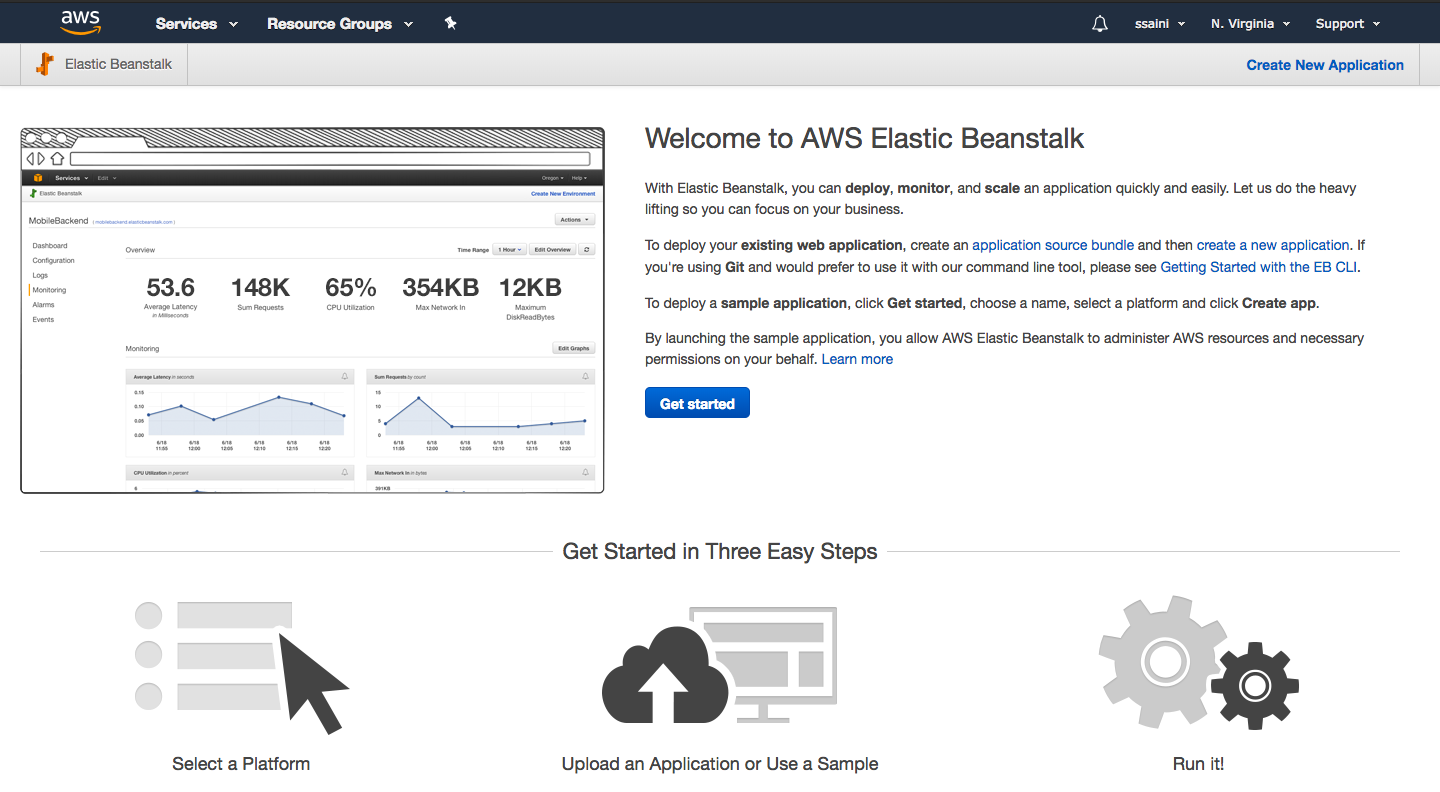 aws
Services
Resource Groups
ssaini
N. Virginia
Support
Elastic Beanstalk
Create New Application
Services
Edit
Oregon
Help
Elastic Beanstalk
Create New Environment
MobileBackend ( mobilebackend.elasticbeanstalk.com )
Actions
Dashboard
Configuration
Logs
Monitoring
Alarms
Events
Overview
Time Range
1 Hour
Edit Overview
53.6 148K 65% 354KB 12KB
Average Latency Sum Requests CPU Utilization Max Network In Maximum
in Milliseconds DiskReadBytes
Monitoring
Edit Graphs
Average Latency in seconds
0.15
0.10
0.05
0.00
6/18 6/18 6/18 6/18 6/18 6/18
11:55 12:00 12:05 12:10 12:15 12:20
Sum Requests by count
15
10
5
0
6/18 6/18 6/18 6/18 6/18 6/18
11:55 12:00 12:05 12:10 12:15 12:20
CPU Utilization in percent
6
Max Network In in bytes
391KB
Welcome to AWS Elastic Beanstalk
With Elastic Beanstalk, you can deploy, monitor, and scale an application quickly and easily. Let us do the heavy
lifting so you can focus on your business.
To deploy your existing web application, create an application source bundle and then create a new application. If
you're using Git and would prefer to use it with our command line tool, please see Getting Started with the EB CLI.
To deploy a sample application, click Get started, choose a name, select a platform and click Create app.
By launching the sample application, you allow AWS Elastic Beanstalk to administer AWS resources and necessary
permissions on your behalf. Learn more
Get started
Get Started in Three Easy Steps
Select a Platform
Upload an Application or Use a Sample
Run it!